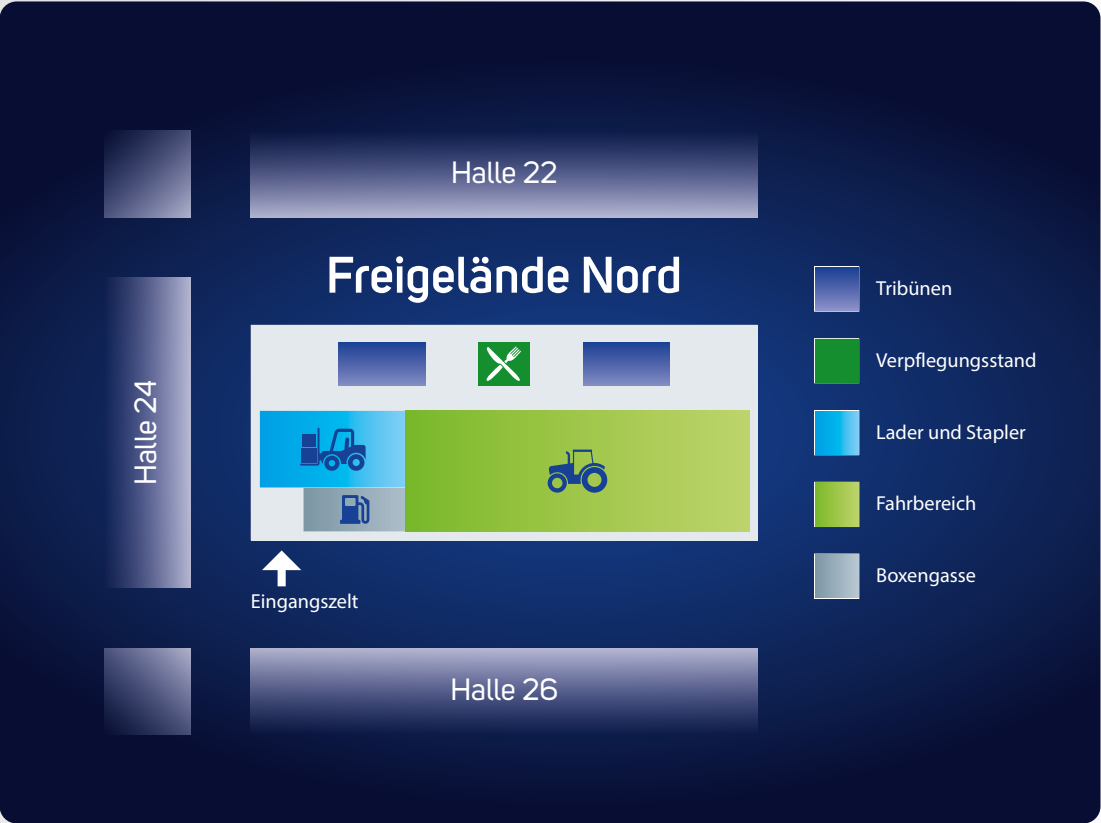 Halle 22
Freigelände Nord
Halle 24
Eingangszelt
Halle 26
Tribünen
Verpflegungsstand
Lader und Stapler
Fahrbereich
Boxengasse